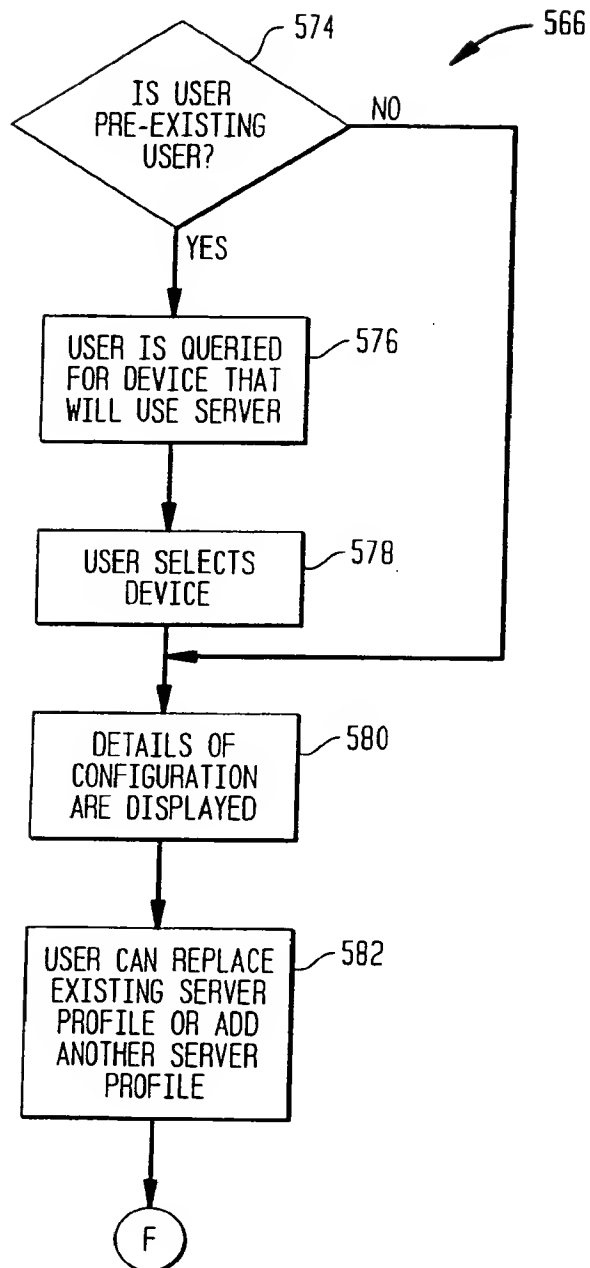 574
566
IS USER
PRE-EXISTING
USER?
NO
YES
USER IS QUERIED
FOR DEVICE THAT
WILL USE SERVER
576
USER SELECTS
DEVICE
578
DETAILS OF
CONFIGURATION
ARE DISPLAYED
580
USER CAN REPLACE
EXISTING SERVER
PROFILE OR ADD
ANOTHER SERVER
PROFILE
582
F